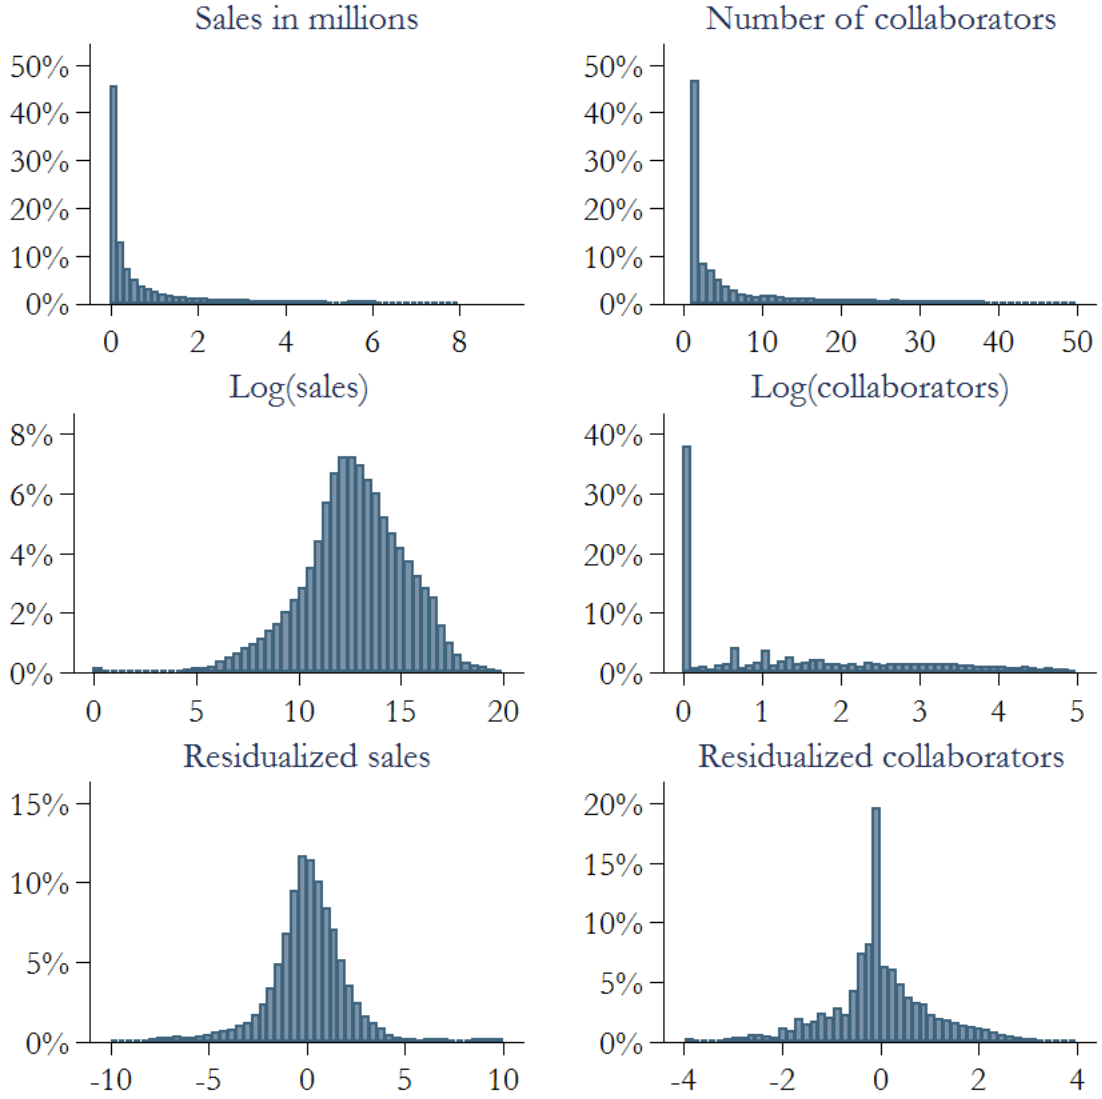 Sales in millions
50%
40%
30%
20%
10%
0%
0 2 4 6 8
Number of collaborators
50%
40%
30%
20%
10%
0%
0 10 20 30 40 50
Log(sales)
8%
6%
4%
2%
0%
0 5 10 15 20
Log(collaborators)
40%
30%
20%
10%
0%
0 1 2 3 4 5
Residualized sales
15%
10%
5%
0%
-10 -5 0 5 10
Residualized collaborators
20%
15%
10%
5%
0%
-4 -2 0 2 4